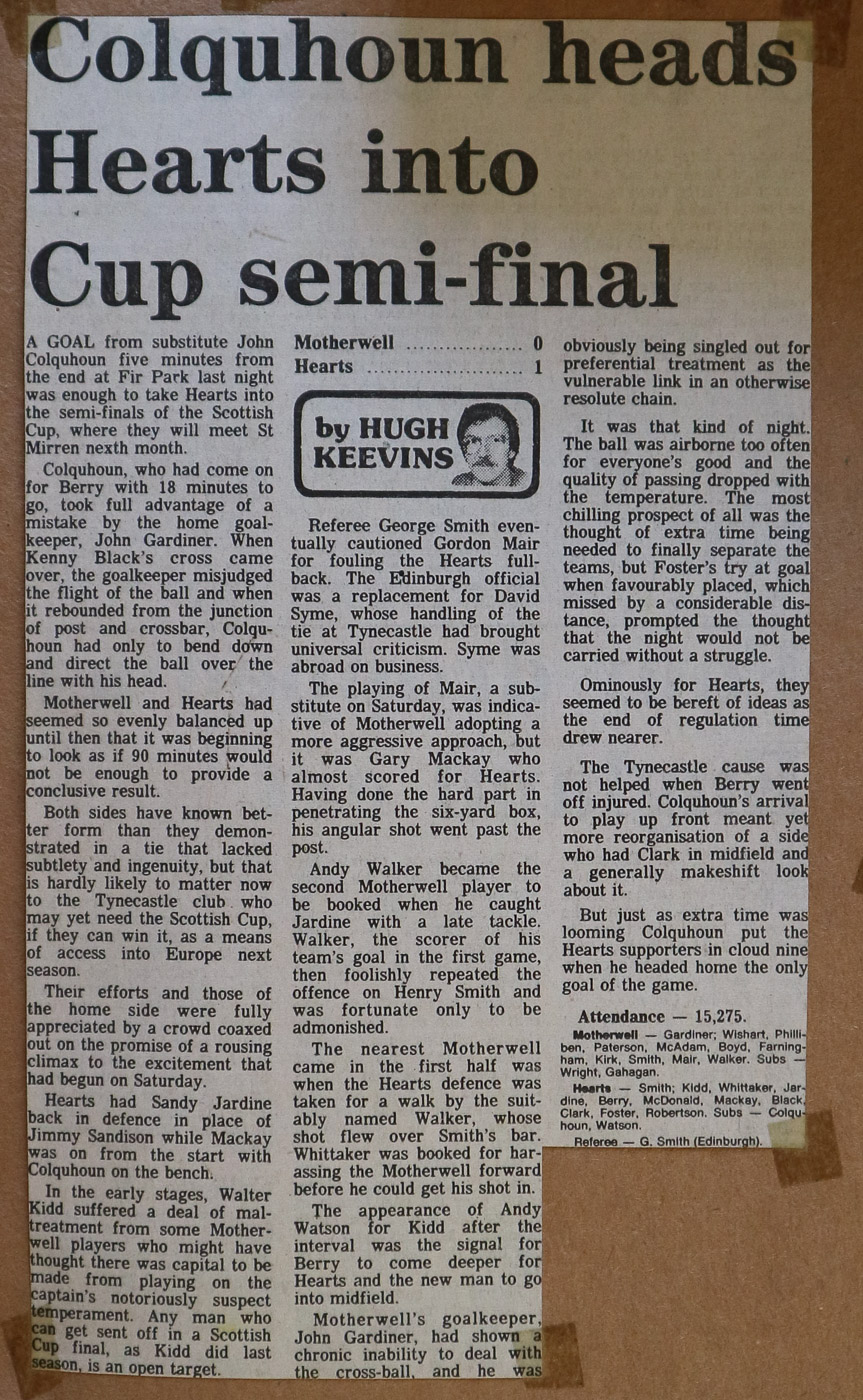 Colquhoun heads
Hearts into
Cup semi-final
A GOAL from substitute John
Colquhoun five minutes from
the end at Fir Park last night
was enough to take Hearts into
the semi-finals of the Scottish
Cup, where they will meet St
Mirren nexth month.
Colquhoun, who had come on
for Berry with 18 minutes to
go, took full advantage of a
mistake by the home goal-
keeper, John Gardiner. When
Kenny Black's cross came
over, the goalkeeper misjudged
the flight of the ball and when
it rebounded from the junction
of post and crossbar, Colqu-
houn had only to bend down
and direct the ball over the
line with his head.
Motherwell and Hearts had
seemed so evenly balanced up
until then that it was beginning
to look as if 90 minutes would
not be enough to provide a
conclusive result.
Both sides have known bet-
ter form than they demon-
strated in a tie that lacked
subtlety and ingenuity, but that
is hardly likely to matter now
to the Tynecastle club who
may yet need the Scottish Cup,
if they can win it, as a means
of access into Europe next
season.
Their efforts and those of
the home side were fully
appreciated by a crowd coaxed
out on the promise of a rousing
climax to the excitement that
had begun on Saturday.
Hearts had Sandy Jardine
back in defence in place of
Jimmy Sandison while Mackay
was on from the start with
Colquhoun on the bench.
In the early stages, Walter
Kidd suffered a deal of mal-
treatment from some Mother-
well players who might have
thought there was capital to be
made from playing on the
captain's notoriously suspect
temperament. Any man who
can get sent off in a Scottish
Cup final, as Kidd did last
season, is an open target.
Motherwell ................... 0
Hearts ......................... 1
by HUGH
KEEVINS
Referee George Smith even-
tually cautioned Gordon Mair
for fouling the Hearts full-
back. The Edinburgh official
was a replacement for David
Syme, whose handling of the
tie at Tynecastle had brought
universal criticism. Syme was
abroad on business.
The playing of Mair, a sub-
stitute on Saturday, was indica-
tive of Motherwell adopting a
more aggressive approach, but
it was Gary Mackay who
almost scored for Hearts.
Having done the hard part in
penetrating the six-yard box,
his angular shot went past the
post.
Andy Walker became the
second Motherwell player to
be booked when he caught
Jardine with a late tackle.
Walker, the scorer of his
team's goal in the first game,
then foolishly repeated the
offence on Henry Smith and
was fortunate only to be
admonished.
The nearest Motherwell
came in the first half was
when the Hearts defence was
taken for a walk by the suit-
ably named Walker, whose
shot flew over Smith's bar.
Whittaker was booked for har-
assing the Motherwell forward
before he could get his shot in.
The appearance of Andy
Watson for Kidd after the
interval was the signal for
Berry to come deeper for
Hearts and the new man to go
into midfield.
Motherwell's goalkeeper,
John Gardiner, had shown a
chronic inability to deal with
the cross-ball, and he was
obviously being singled out for
preferential treatment as the
vulnerable link in an otherwise
resolute chain.
It was that kind of night.
The ball was airborne too often
for everyone's good and the
quality of passing dropped with
the temperature. The most
chilling prospect of all was the
thought of extra time being
needed to finally separate the
teams, but Foster's try at goal
when favourably placed, which
missed by a considerable dis-
tance, prompted the thought
that the night would not be
carried without a struggle.
Ominously for Hearts, they
seemed to be bereft of ideas as
the end of regulation time
drew nearer.
The Tynecastle cause was
not helped when Berry went
off injured. Colquhoun's arrival
to play up front meant yet
more reorganisation of a side
who had Clark in midfield and
a generally makeshift look
about it.
But just as extra time was
looming Colquhoun put the
Hearts supporters in cloud nine
when he headed home the only
goal of the game.
Attendance — 15,275.
Motherwell — Gardiner; Wishart, Philli-
ben, Paterson, McAdam, Boyd, Farning-
ham, Kirk, Smith, Mair, Walker. Subs —
Wright, Gahagan.
Hearts — Smith; Kidd, Whittaker, Jar-
dine, Berry, McDonald, Mackay, Black,
Clark, Foster, Robertson. Subs — Colqu-
houn, Watson.
Referee — G. Smith (Edinburgh).